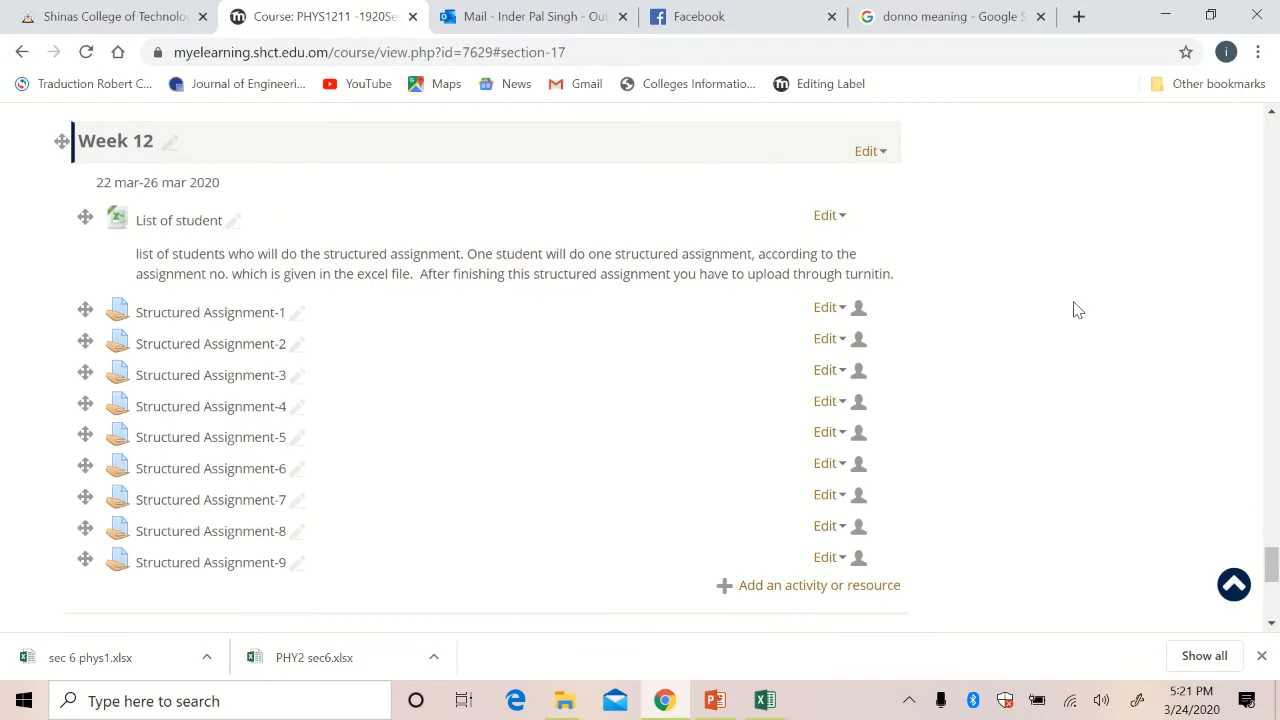 Shinas College of Technolo
Course: PHYS1211 -1920Se
Mail - Inder Pal Singh - Out
Facebook
donno meaning - Google S
myelearning.shct.edu.om/course/view.php?id=7629#section-17
i
Traduction Robert C...
Journal of Engineeri...
YouTube
Maps
News
Gmail
Colleges Informatio...
Editing Label
Other bookmarks
Week 12
Edit
22 mar-26 mar 2020
List of student
Edit
list of students who will do the structured assignment. One student will do one structured assignment, according to the
assignment no. which is given in the excel file. After finishing this structured assignment you have to upload through turnitin.
Structured Assignment-1
Edit
Structured Assignment-2
Edit
Structured Assignment-3
Edit
Structured Assignment-4
Edit
Structured Assignment-5
Edit
Structured Assignment-6
Edit
Structured Assignment-7
Edit
Structured Assignment-8
Edit
Structured Assignment-9
Edit
Add an activity or resource
sec 6 phys1.xlsx
PHY2 sec6.xlsx
Show all
Type here to search
5:21 PM
3/24/2020